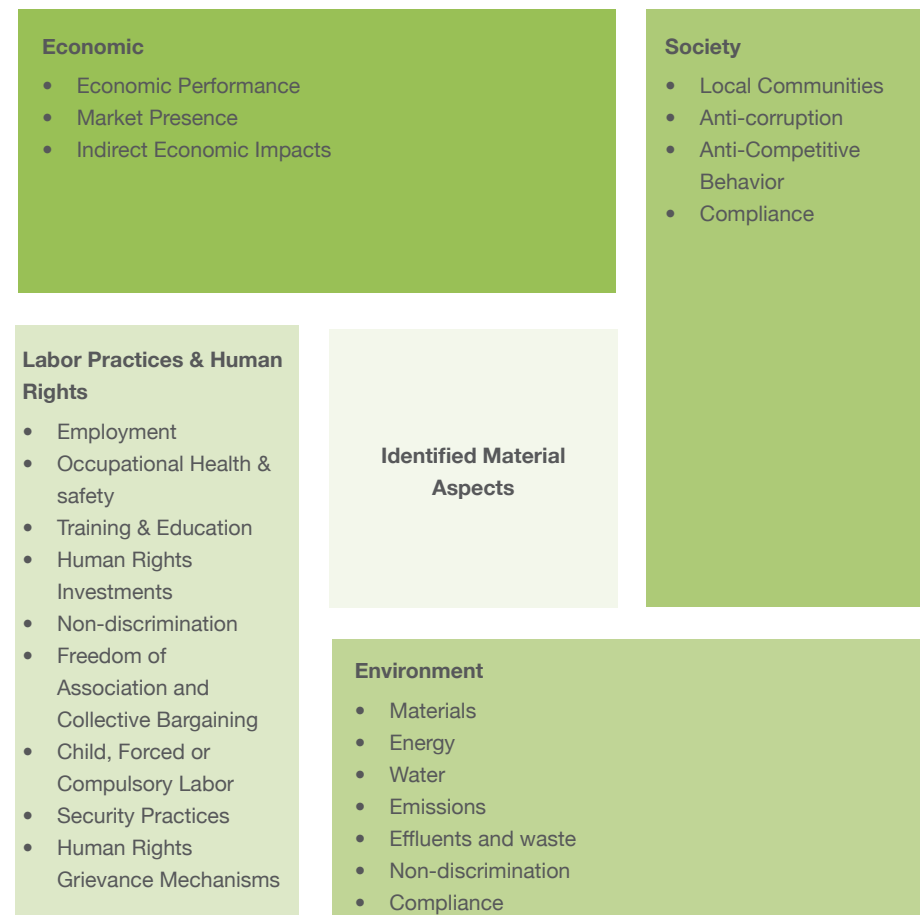 Economic
• Economic Performance
• Market Presence
• Indirect Economic Impacts
Society
• Local Communities
• Anti-corruption
• Anti-Competitive
Behavior
• Compliance
Labor Practices & Human
Rights
• Employment
• Occupational Health &
safety
• Training & Education
• Human Rights
Investments
• Non-discrimination
• Freedom of
Association and
Collective Bargaining
• Child, Forced or
Compulsory Labor
• Security Practices
• Human Rights
Grievance Mechanisms
Identified Material
Aspects
Environment
• Materials
• Energy
• Water
• Emissions
• Effluents and waste
• Non-discrimination
• Compliance